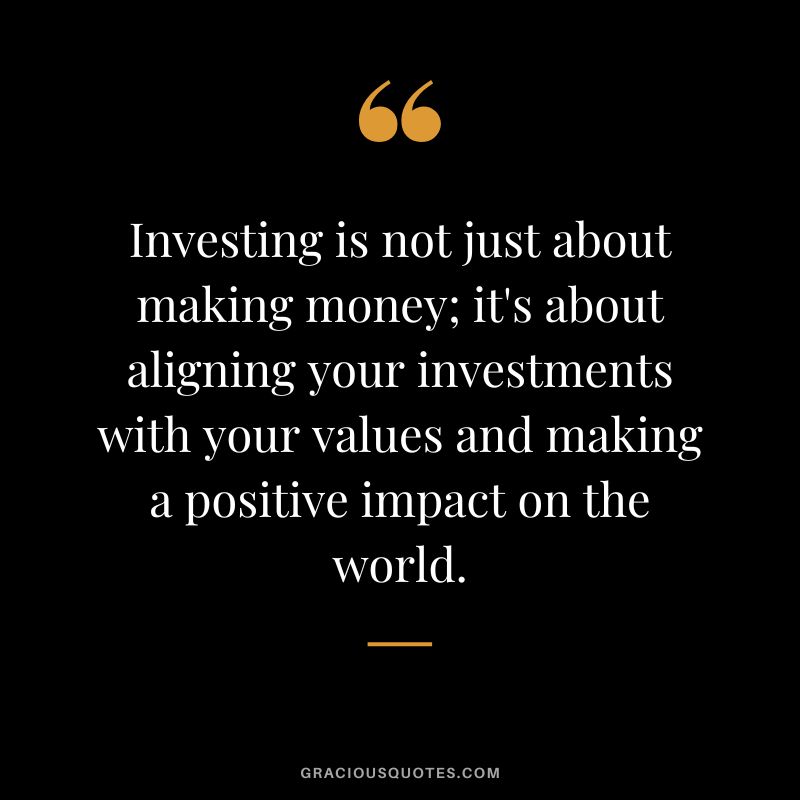 “
Investing is not just about
making money; it's about
aligning your investments
with your values and making
a positive impact on the
world.
GRACIOUSQUOTES.COM